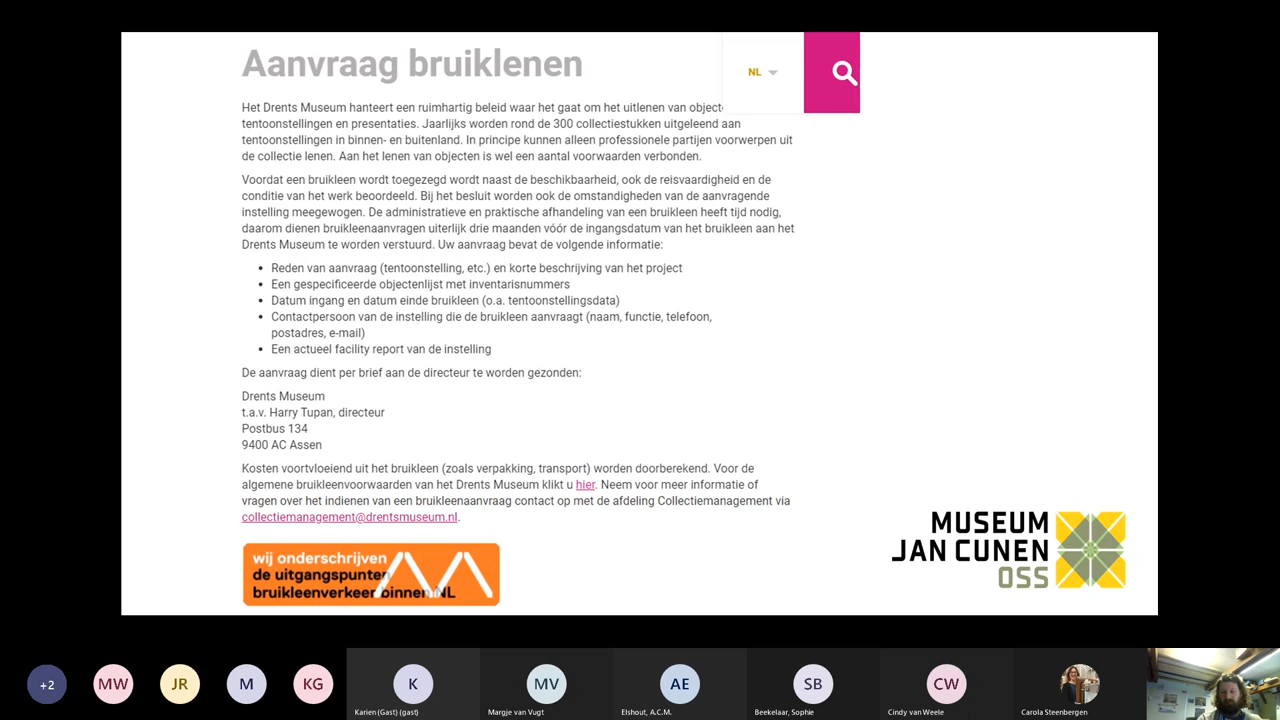 Aanvraag bruiklenen
NL
Het Drents Museum hanteert een ruimhartig beleid waar het gaat om het uitlenen van
tentoonstellingen en presentaties. Jaarlijks worden rond de 300 collectiestukken uitgeleend aan
tentoonstellingen in binnen- en buitenland. In principe kunnen alleen professionele partijen voorwerpen uit
de collectie lenen. Aan het lenen van objecten is wel een aantal voorwaarden verbonden.
Voordat een bruikleen wordt toegezegd wordt naast de beschikbaarheid, ook de reisvaardigheid en de
conditie van het werk beoordeeld. Bij het besluit worden ook de omstandigheden van de aanvragende
instelling meegewogen. De administratieve en praktische afhandeling van een bruikleen heeft tijd nodig,
daarom dienen bruikleenaanvragen uiterlijk drie maanden vóór de ingangsdatum van het bruikleen aan het
Drents Museum te worden verstuurd. Uw aanvraag bevat de volgende informatie:
• Reden van aanvraag (tentoonstelling, etc.) en korte beschrijving van het project
• Een gespecificeerde objectenlijst met inventarisnummers
• Datum ingang en datum einde bruikleen (o.a. tentoonstellingsdata)
• Contactpersoon van de instelling die de bruikleen aanvraagt (naam, functie, telefoon,
postadres, e-mail)
• Een actueel facility report van de instelling
De aanvraag dient per brief aan de directeur te worden gezonden:
Drents Museum
t.a.v. Harry Tupan, directeur
Postbus 134
9400 AC Assen
Kosten voortvloeiend uit het bruikleen (zoals verpakking, transport) worden doorberekend. Voor de
algemene bruikleenvoorwaarden van het Drents Museum klikt u hier. Neem voor meer informatie of
vragen over het indienen van een bruikleenaanvraag contact op met de afdeling Collectiemanagement via
collectiemanagement@drentsmuseum.nl.
wij onderschrijven
de uitgangspunten
bruikleenverkeer binnen NL
MUSEUM
JAN CUNEN
OSS
+2 MW JR M KG K MV AE SB CW
Karien (Gast) (gast) Margje van Vugt Elshout, A.C.M. Beekelaar, Sophie Cindy van Weele Carola Steenbergen